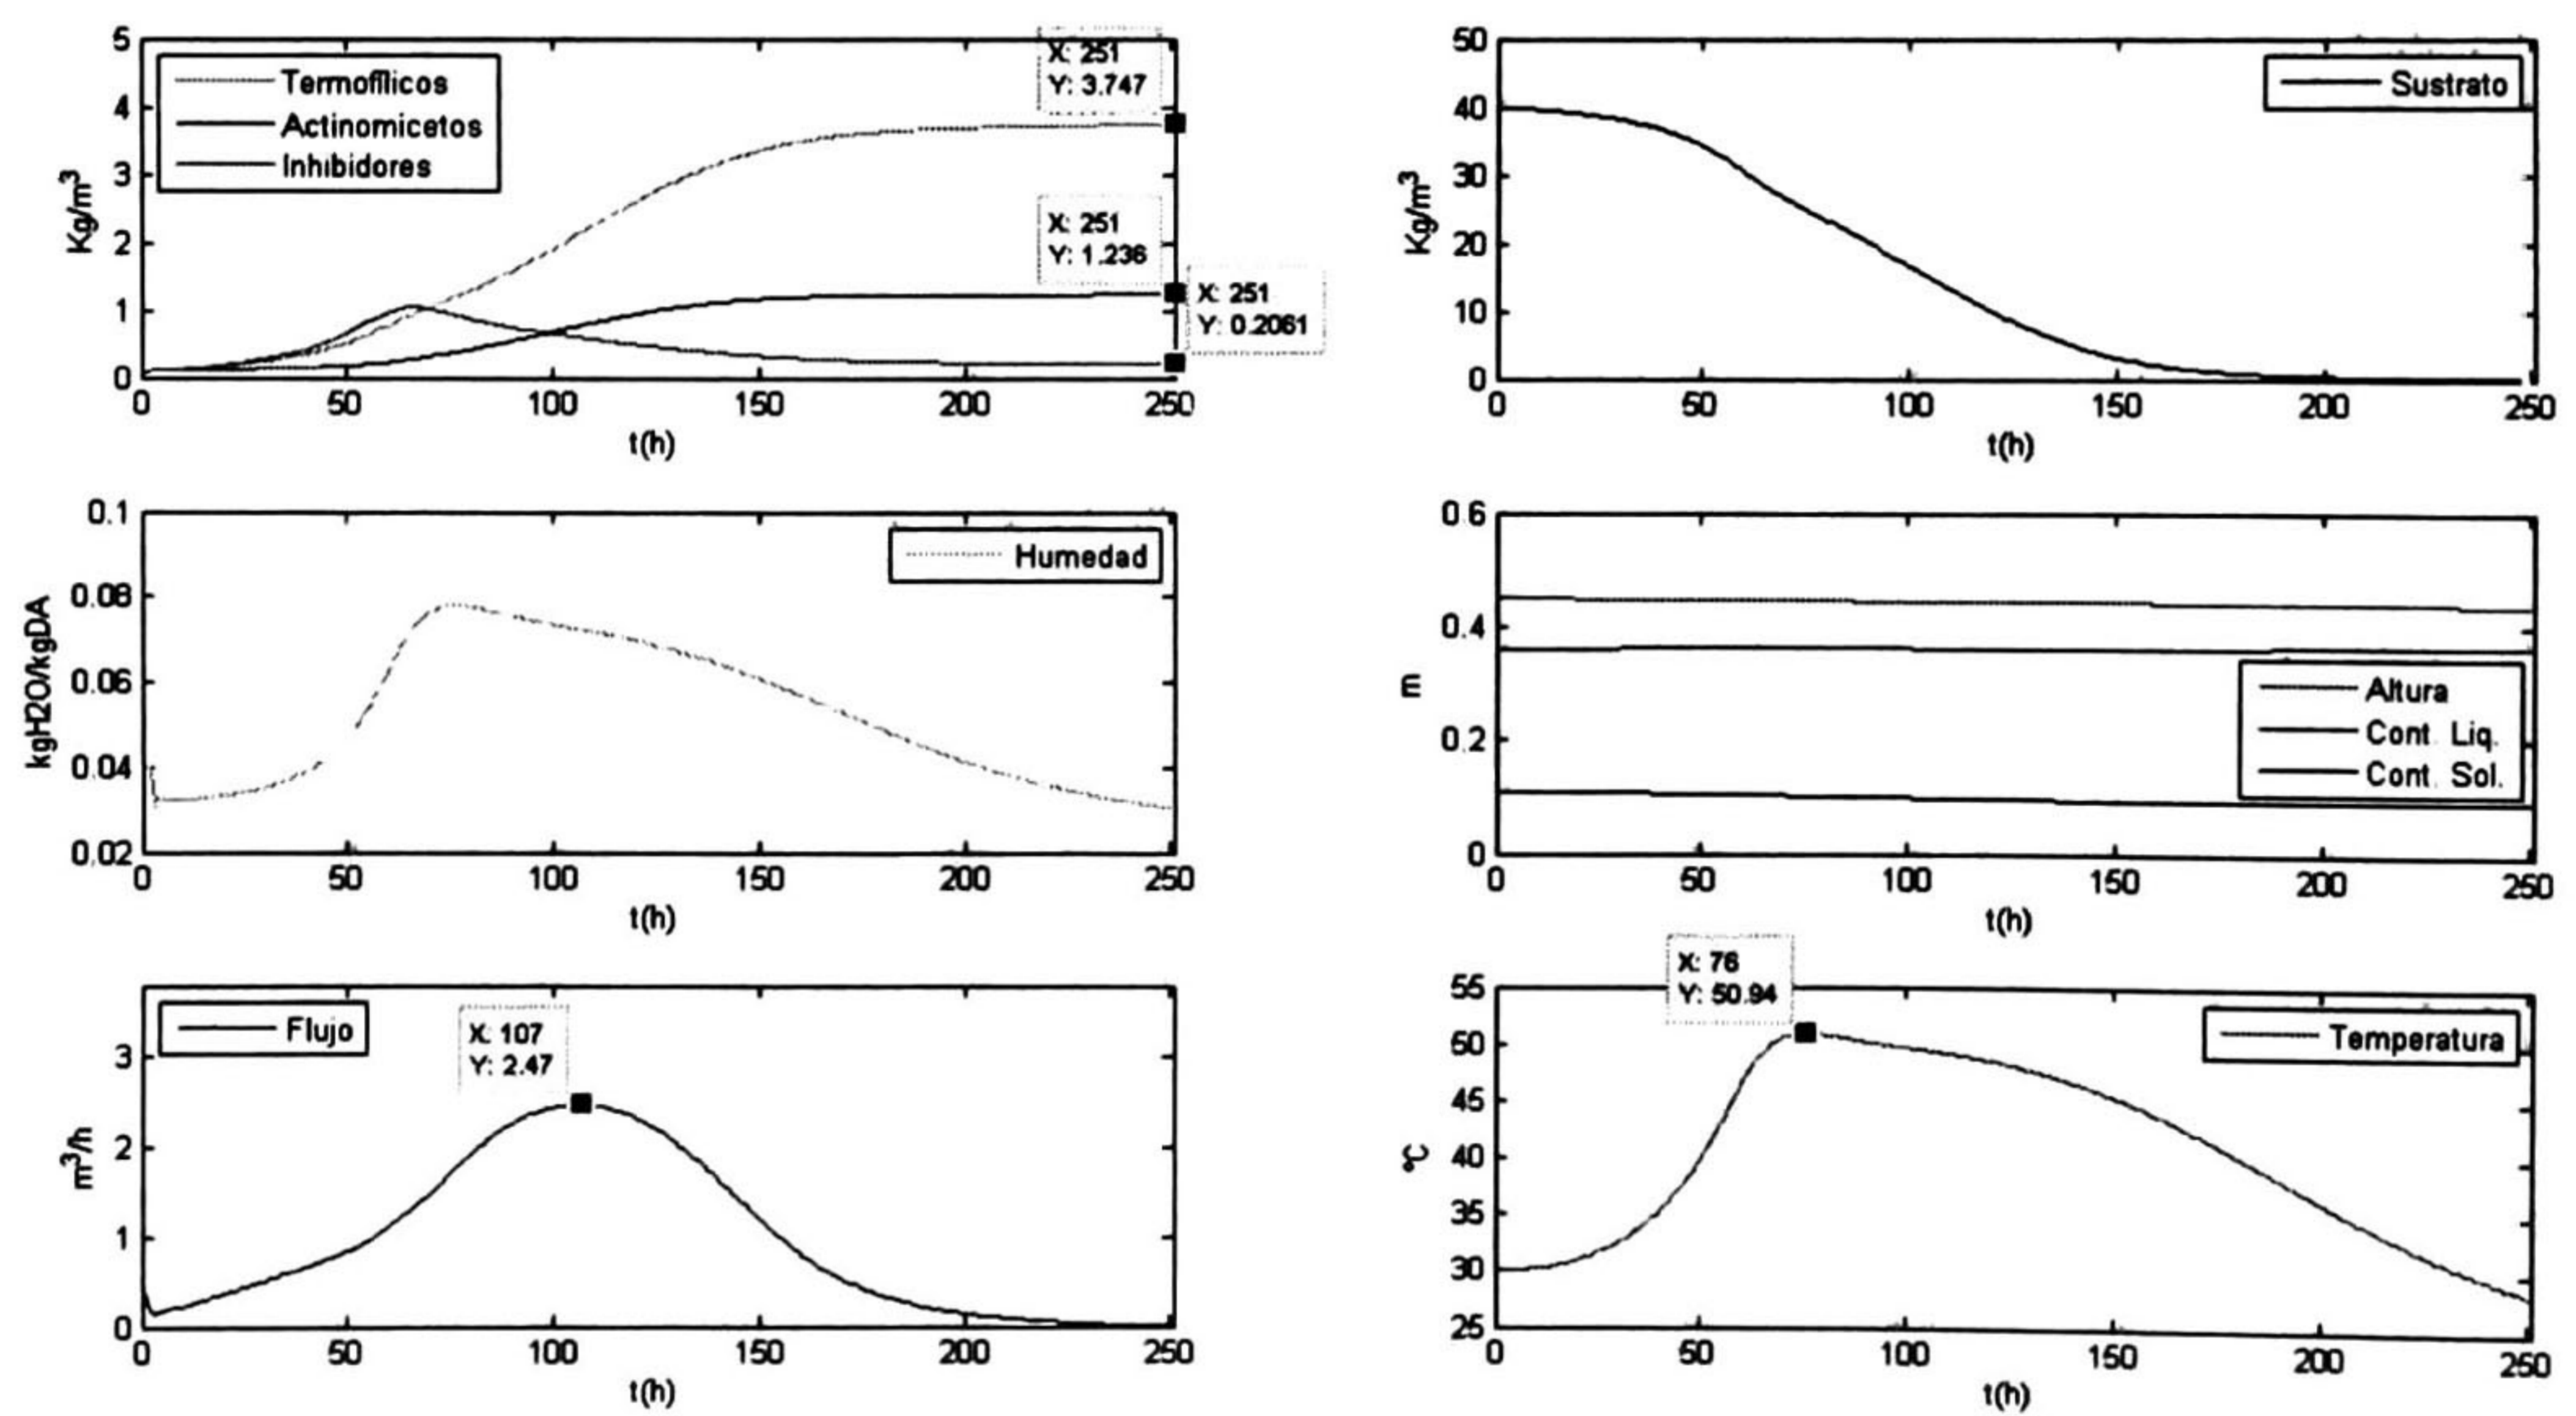 5
4
3
2
1
0
Kg/m³
Termofílicos
Actinomicetos
Inhibidores
X: 251
Y: 3.747
X: 251
Y: 1.236
X: 251
Y: 0.2061
0 50 100 150 200 250
t(h)
50
40
30
20
10
0
Kg/m³
Sustrato
0 50 100 150 200 250
t(h)
0.1
0.08
0.06
0.04
0.02
kgH2O/kgDA
Humedad
0 50 100 150 200 250
t(h)
0.6
0.4
0.2
0
m
Altura
Cont. Liq.
Cont. Sol.
0 50 100 150 200 250
t(h)
3
2
1
0
m³/h
Flujo
X: 107
Y: 2.47
0 50 100 150 200 250
t(h)
55
50
45
40
35
30
25
°C
X: 76
Y: 50.94
Temperatura
0 50 100 150 200 250
t(h)